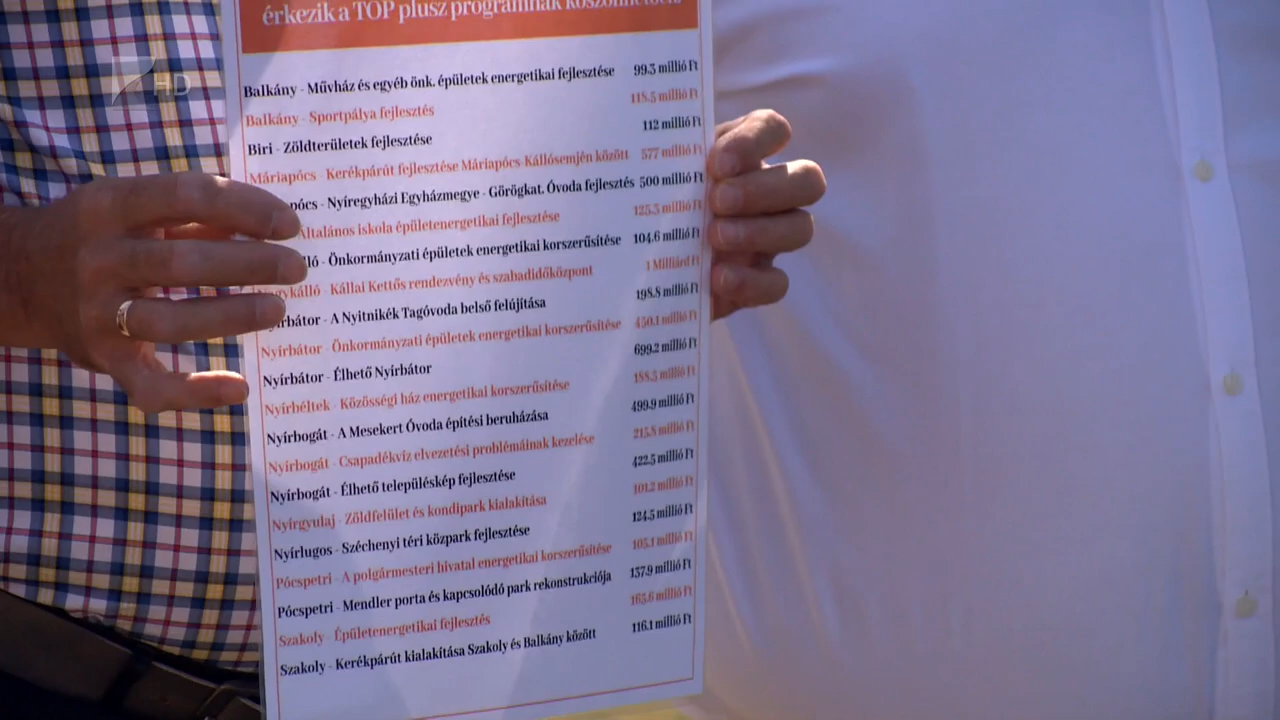 érkezik a TOP plusz programnak köszönhetően
HD
Balkány - Művház és egyéb önk. épületek energetikai fejlesztése 99.3 millió Ft
Balkány - Sportpálya fejlesztés 118.5 millió Ft
Biri - Zöldterületek fejlesztése 112 millió Ft
Máriapócs - Kerékpárút fejlesztése Máriapócs-Kállósemjén között 577 millió Ft
pócs - Nyíregyházi Egyházmegye - Görögkat. Óvoda fejlesztés 500 millió Ft
Általános iskola épületenergetikai fejlesztése 125.3 millió Ft
lló - Önkormányzati épületek energetikai korszerűsítése 104.6 millió Ft
Nagykálló - Kállai Kettős rendezvény és szabadidőközpont 1 Milliárd Ft
Nyírbátor - A Nyitnikék Tagóvoda belső felújítása 198.8 millió Ft
Nyírbátor - Önkormányzati épületek energetikai korszerűsítése 450.1 millió Ft
Nyírbátor - Élhető Nyírbátor 699.2 millió Ft
Nyírbéltek - Közösségi ház energetikai korszerűsítése 188.5 millió Ft
Nyírbogát - A Mesekert Óvoda építési beruházása 499.9 millió Ft
Nyírbogát - Csapadékvíz elvezetési problémáinak kezelése 215.8 millió Ft
Nyírbogát - Élhető településkép fejlesztése 422.5 millió Ft
Nyírgyulaj - Zöldfelület és kondipark kialakítása 101.2 millió Ft
Nyírlugos - Széchenyi téri közpark fejlesztése 124.5 millió Ft
Pócspetri - A polgármesteri hivatal energetikai korszerűsítése 105.1 millió Ft
Pócspetri - Mendler porta és kapcsolódó park rekonstrukciója 137.9 millió Ft
Szakoly - Épületenergetikai fejlesztés 165.6 millió Ft
Szakoly - Kerékpárút kialakítása Szakoly és Balkány között 116.1 millió Ft